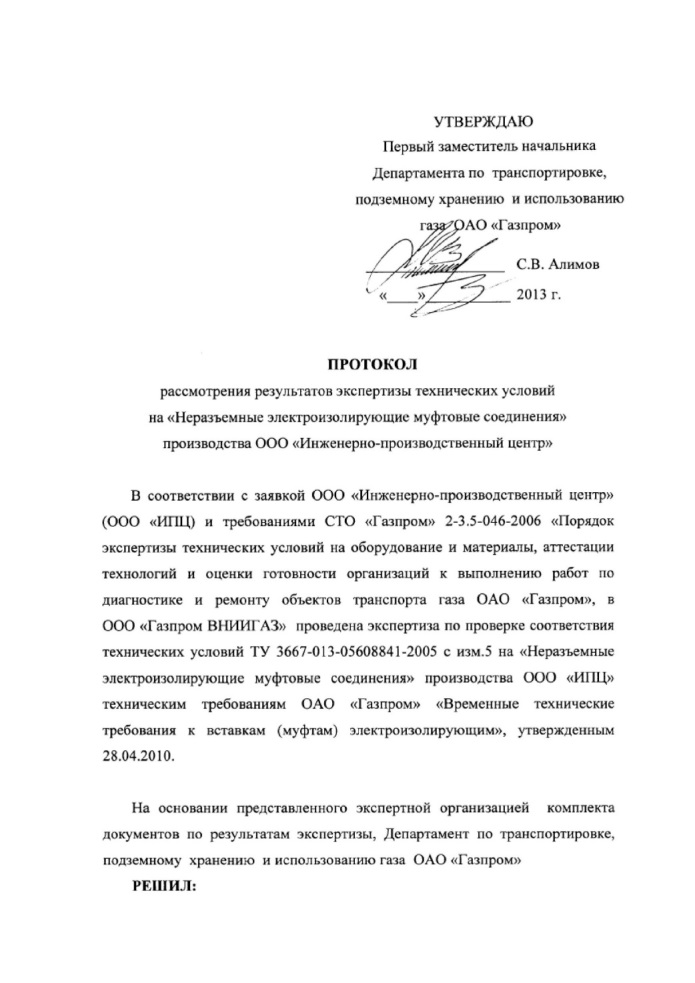 УТВЕРЖДАЮ
Первый заместитель начальника
Департамента по транспортировке,
подземному хранению и использованию
газа ОАО «Газпром»
С.В. Алимов
«____»___________ 2013 г.
ПРОТОКОЛ
рассмотрения результатов экспертизы технических условий
на «Неразъемные электроизолирующие муфтовые соединения»
производства ООО «Инженерно-производственный центр»
В соответствии с заявкой ООО «Инженерно-производственный центр»
(ООО «ИПЦ) и требованиями СТО «Газпром» 2-3.5-046-2006 «Порядок
экспертизы технических условий на оборудование и материалы, аттестации
технологий и оценки готовности организаций к выполнению работ по
диагностике и ремонту объектов транспорта газа ОАО «Газпром», в
ООО «Газпром ВНИИГАЗ» проведена экспертиза по проверке соответствия
технических условий ТУ 3667-013-05608841-2005 с изм.5 на «Неразъемные
электроизолирующие муфтовые соединения» производства ООО «ИПЦ»
техническим требованиям ОАО «Газпром» «Временные технические
требования к вставкам (муфтам) электроизолирующим», утвержденным
28.04.2010.
На основании представленного экспертной организацией комплекта
документов по результатам экспертизы, Департамент по транспортировке,
подземному хранению и использованию газа ОАО «Газпром»
РЕШИЛ: